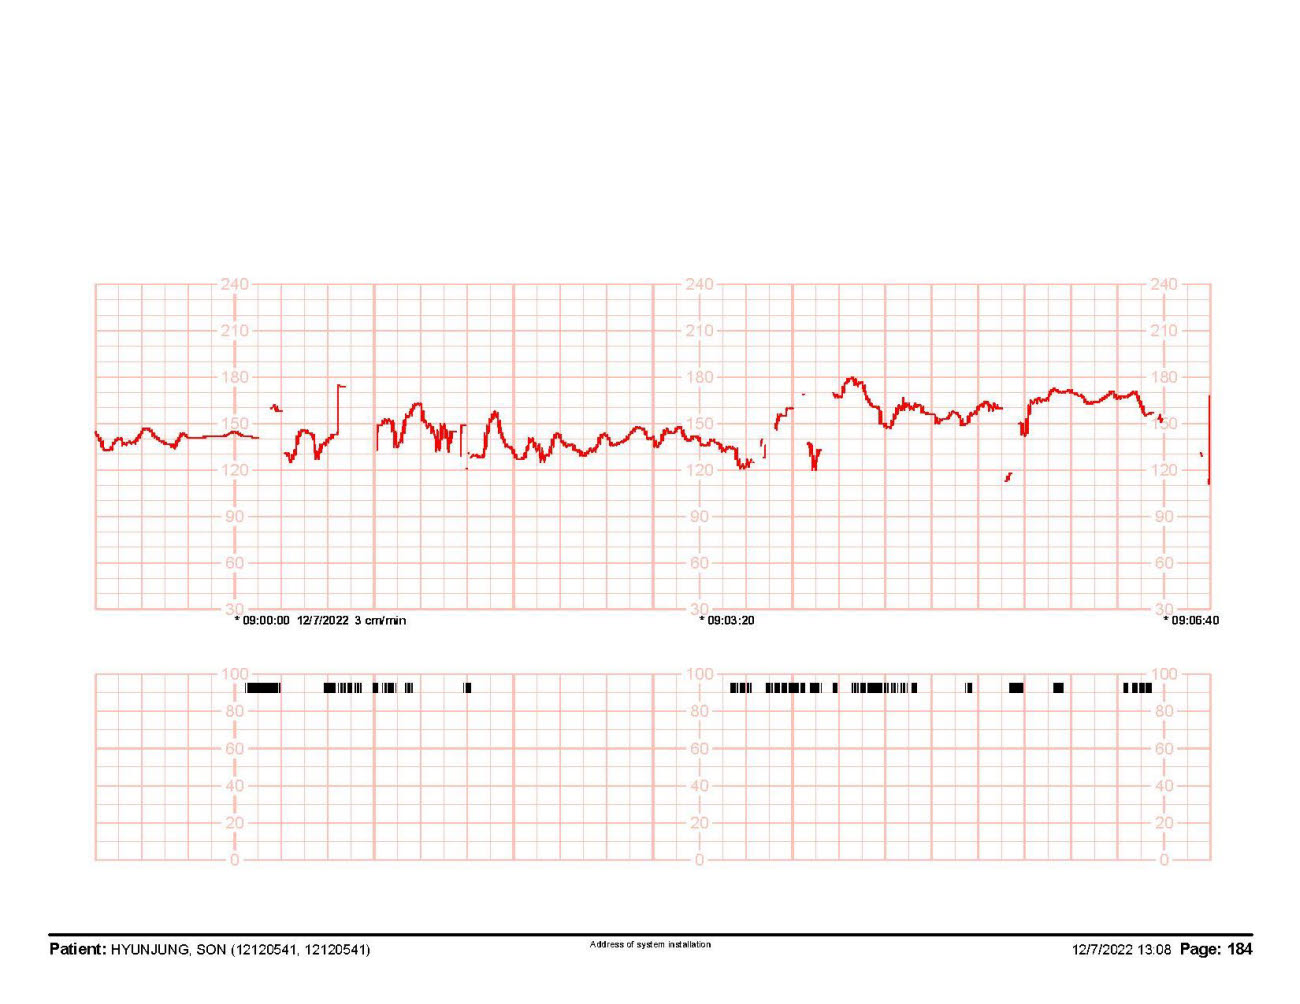 240 240 240
210 210 210
180 180 180
150 150 150
120 120 120
90 90 90
60 60 60
30 30 30
* 09:00:00 12/7/2022 3 cm/min * 09:03:20 * 09:06:40
100 100 100
80 80 80
60 60 60
40 40 40
20 20 20
0 0 0
Patient: HYUNJUNG, SON (12120541, 12120541) Address of system installation 12/7/2022 13:08 Page: 184